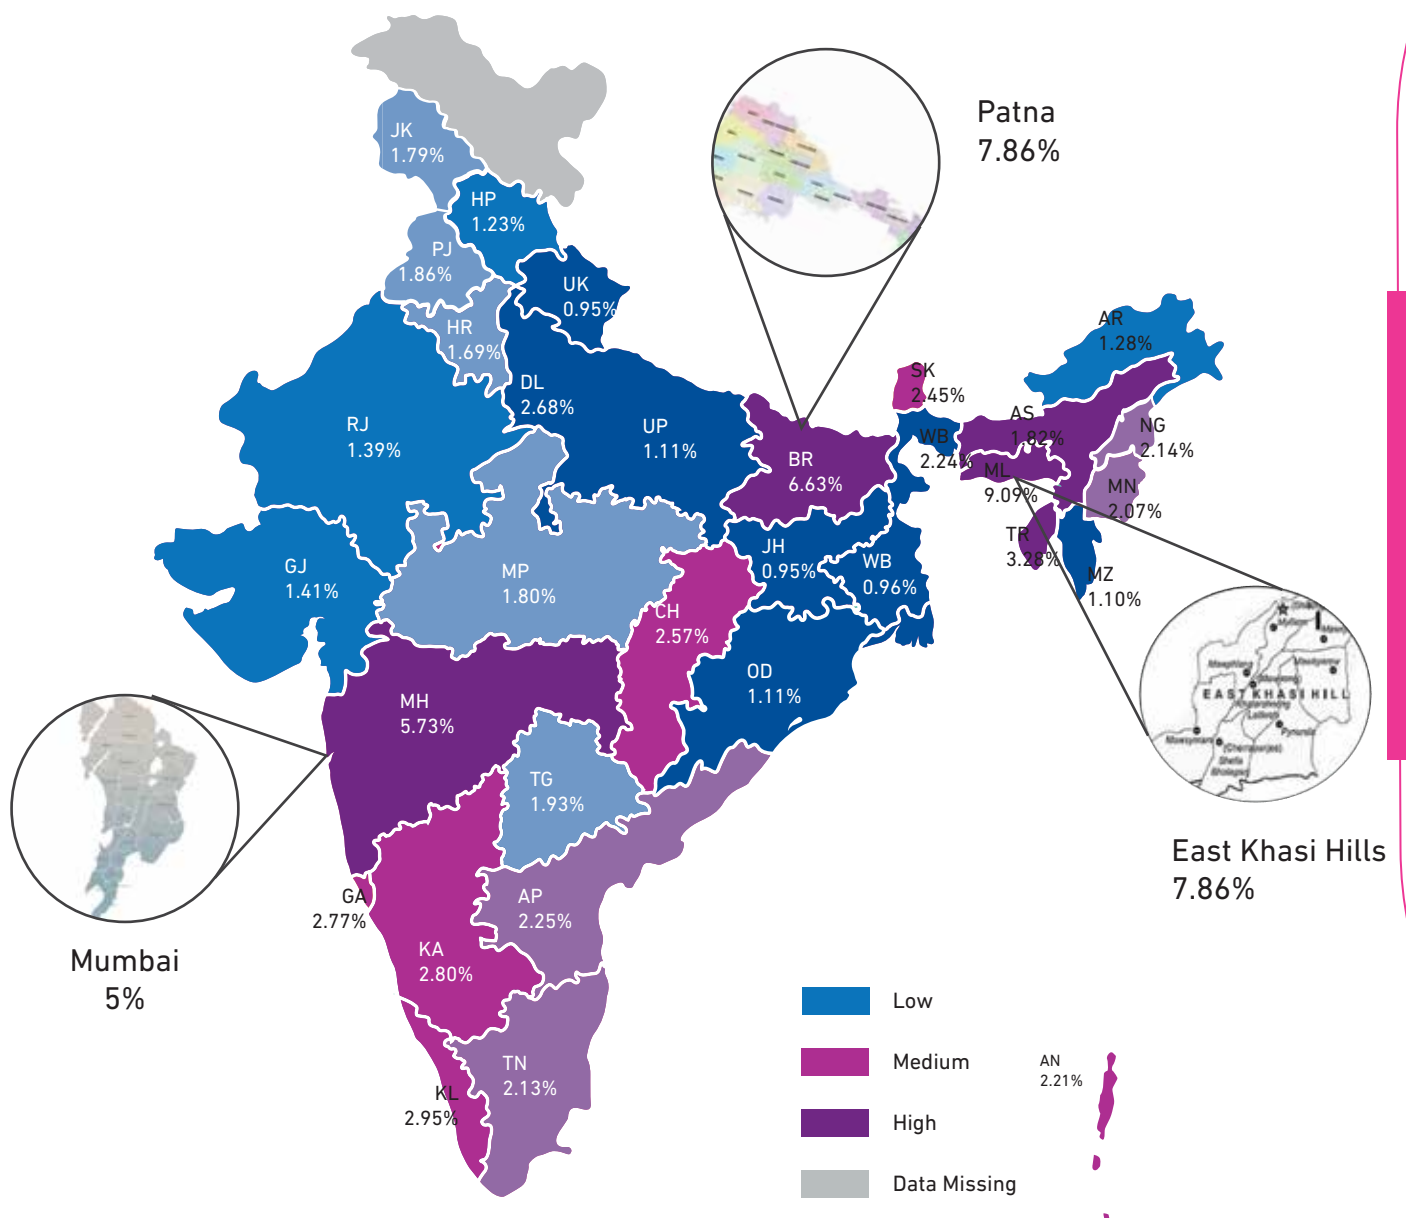 Patna
7.86%
JK
1.79%
HP
1.23%
PJ
1.86%
UK
0.95%
HR
1.69%
DL
2.68%
RJ
1.39%
UP
1.11%
BR
6.63%
SK
2.45%
WB
2.24%
AR
1.28%
AS
1.82%
NG
2.14%
ML
9.09%
MN
2.07%
TR
3.28%
MZ
1.10%
GJ
1.41%
MP
1.80%
JH
0.95%
WB
0.96%
CH
2.57%
OD
1.11%
MH
5.73%
TG
1.93%
EAST KHASI HILL
East Khasi Hills
7.86%
Mumbai
5%
GA
2.77%
KA
2.80%
AP
2.25%
KL
2.95%
TN
2.13%
Low
Medium
High
Data Missing
AN
2.21%